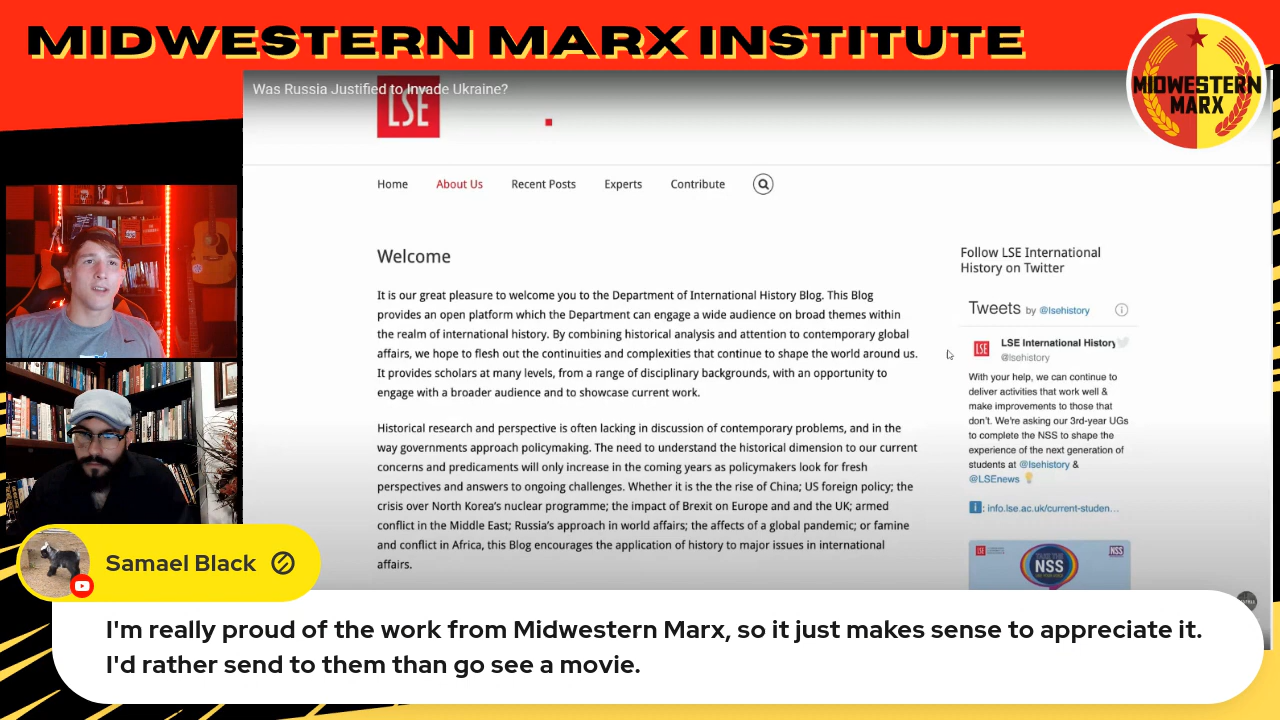 MIDWESTERN MARX INSTITUTE
MIDWESTERN
MARX
Was Russia Justified to Invade Ukraine?
LSE
Home About Us Recent Posts Experts Contribute
Welcome
It is our great pleasure to welcome you to the Department of International History Blog. This Blog
provides an open platform which the Department can engage a wide audience on broad themes within
the realm of international history. By combining historical analysis and attention to contemporary global
affairs, we hope to flesh out the continuities and complexities that continue to shape the world around us.
It provides scholars at many levels, from a range of disciplinary backgrounds, with an opportunity to
engage with a broader audience and to showcase current work.
Historical research and perspective is often lacking in discussion of contemporary problems, and in the
way governments approach policymaking. The need to understand the historical dimension to our current
concerns and predicaments will only increase in the coming years as policymakers look for fresh
perspectives and answers to ongoing challenges. Whether it is the the rise of China; US foreign policy; the
crisis over North Korea's nuclear programme; the impact of Brexit on Europe and and the UK; armed
conflict in the Middle East; Russia's approach in world affairs; the affects of a global pandemic; or famine
and conflict in Africa, this Blog encourages the application of history to major issues in international
affairs.
Follow LSE International
History on Twitter
Tweets by @lsehistory
LSE
LSE International History
@lsehistory
With your help, we can continue to
deliver activities that work well &
make improvements to those that
don't. We're asking our 3rd-year UGs
to complete the NSS to shape the
experience of the next generation of
students at @lsehistory &
@LSEnews
: info.lse.ac.uk/current-studen...
TAKE THE
NSS
NSS
Samael Black
I'm really proud of the work from Midwestern Marx, so it just makes sense to appreciate it.
I'd rather send to them than go see a movie.